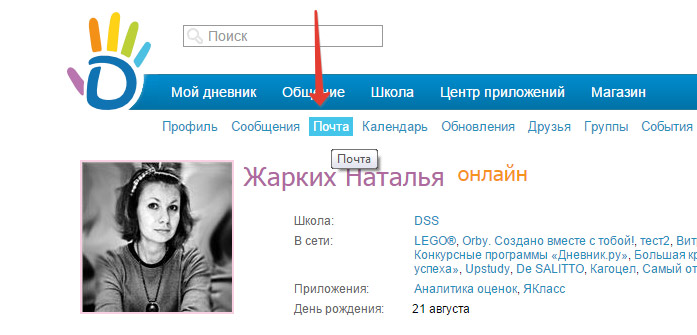 Поиск
Мой дневник Общение Школа Центр приложений Магазин
Профиль Сообщения Почта Календарь Обновления Друзья Группы События
Почта
Жарких Наталья онлайн
Школа: DSS
В сети: LEGO®, Orby. Создано вместе с тобой!, тест2, Вит
Конкурсные программы «Дневник.ру», Большая кр
успеха», Upstudy, De SALITTO, Кагоцел, Самый от
Приложения: Аналитика оценок, ЯКласс
День рождения: 21 августа